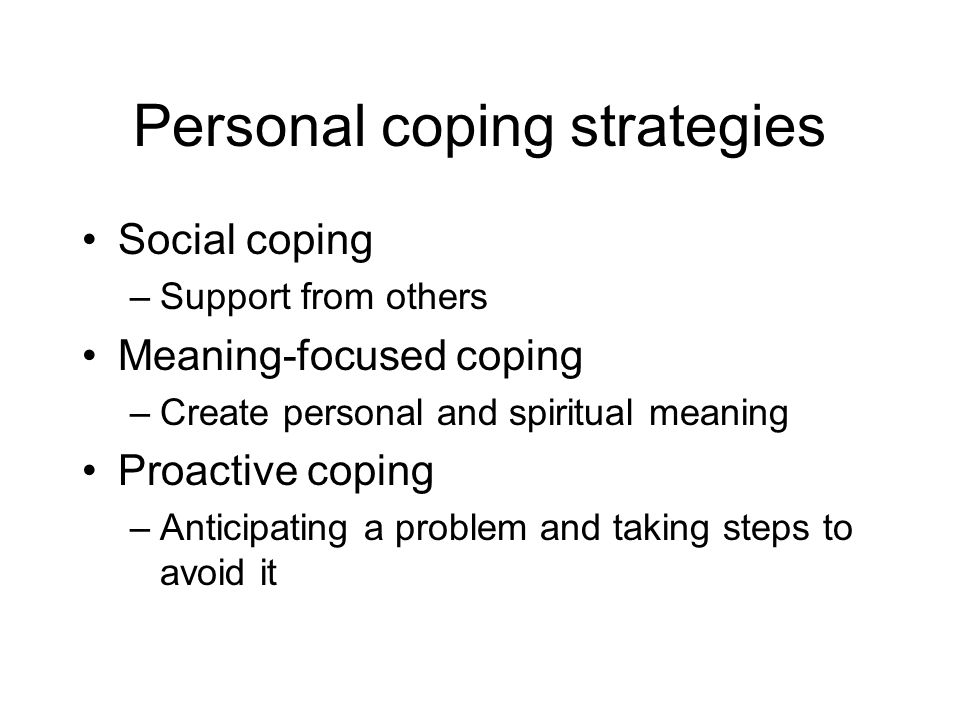 Personal coping strategies
• Social coping
– Support from others
• Meaning-focused coping
– Create personal and spiritual meaning
• Proactive coping
– Anticipating a problem and taking steps to
avoid it